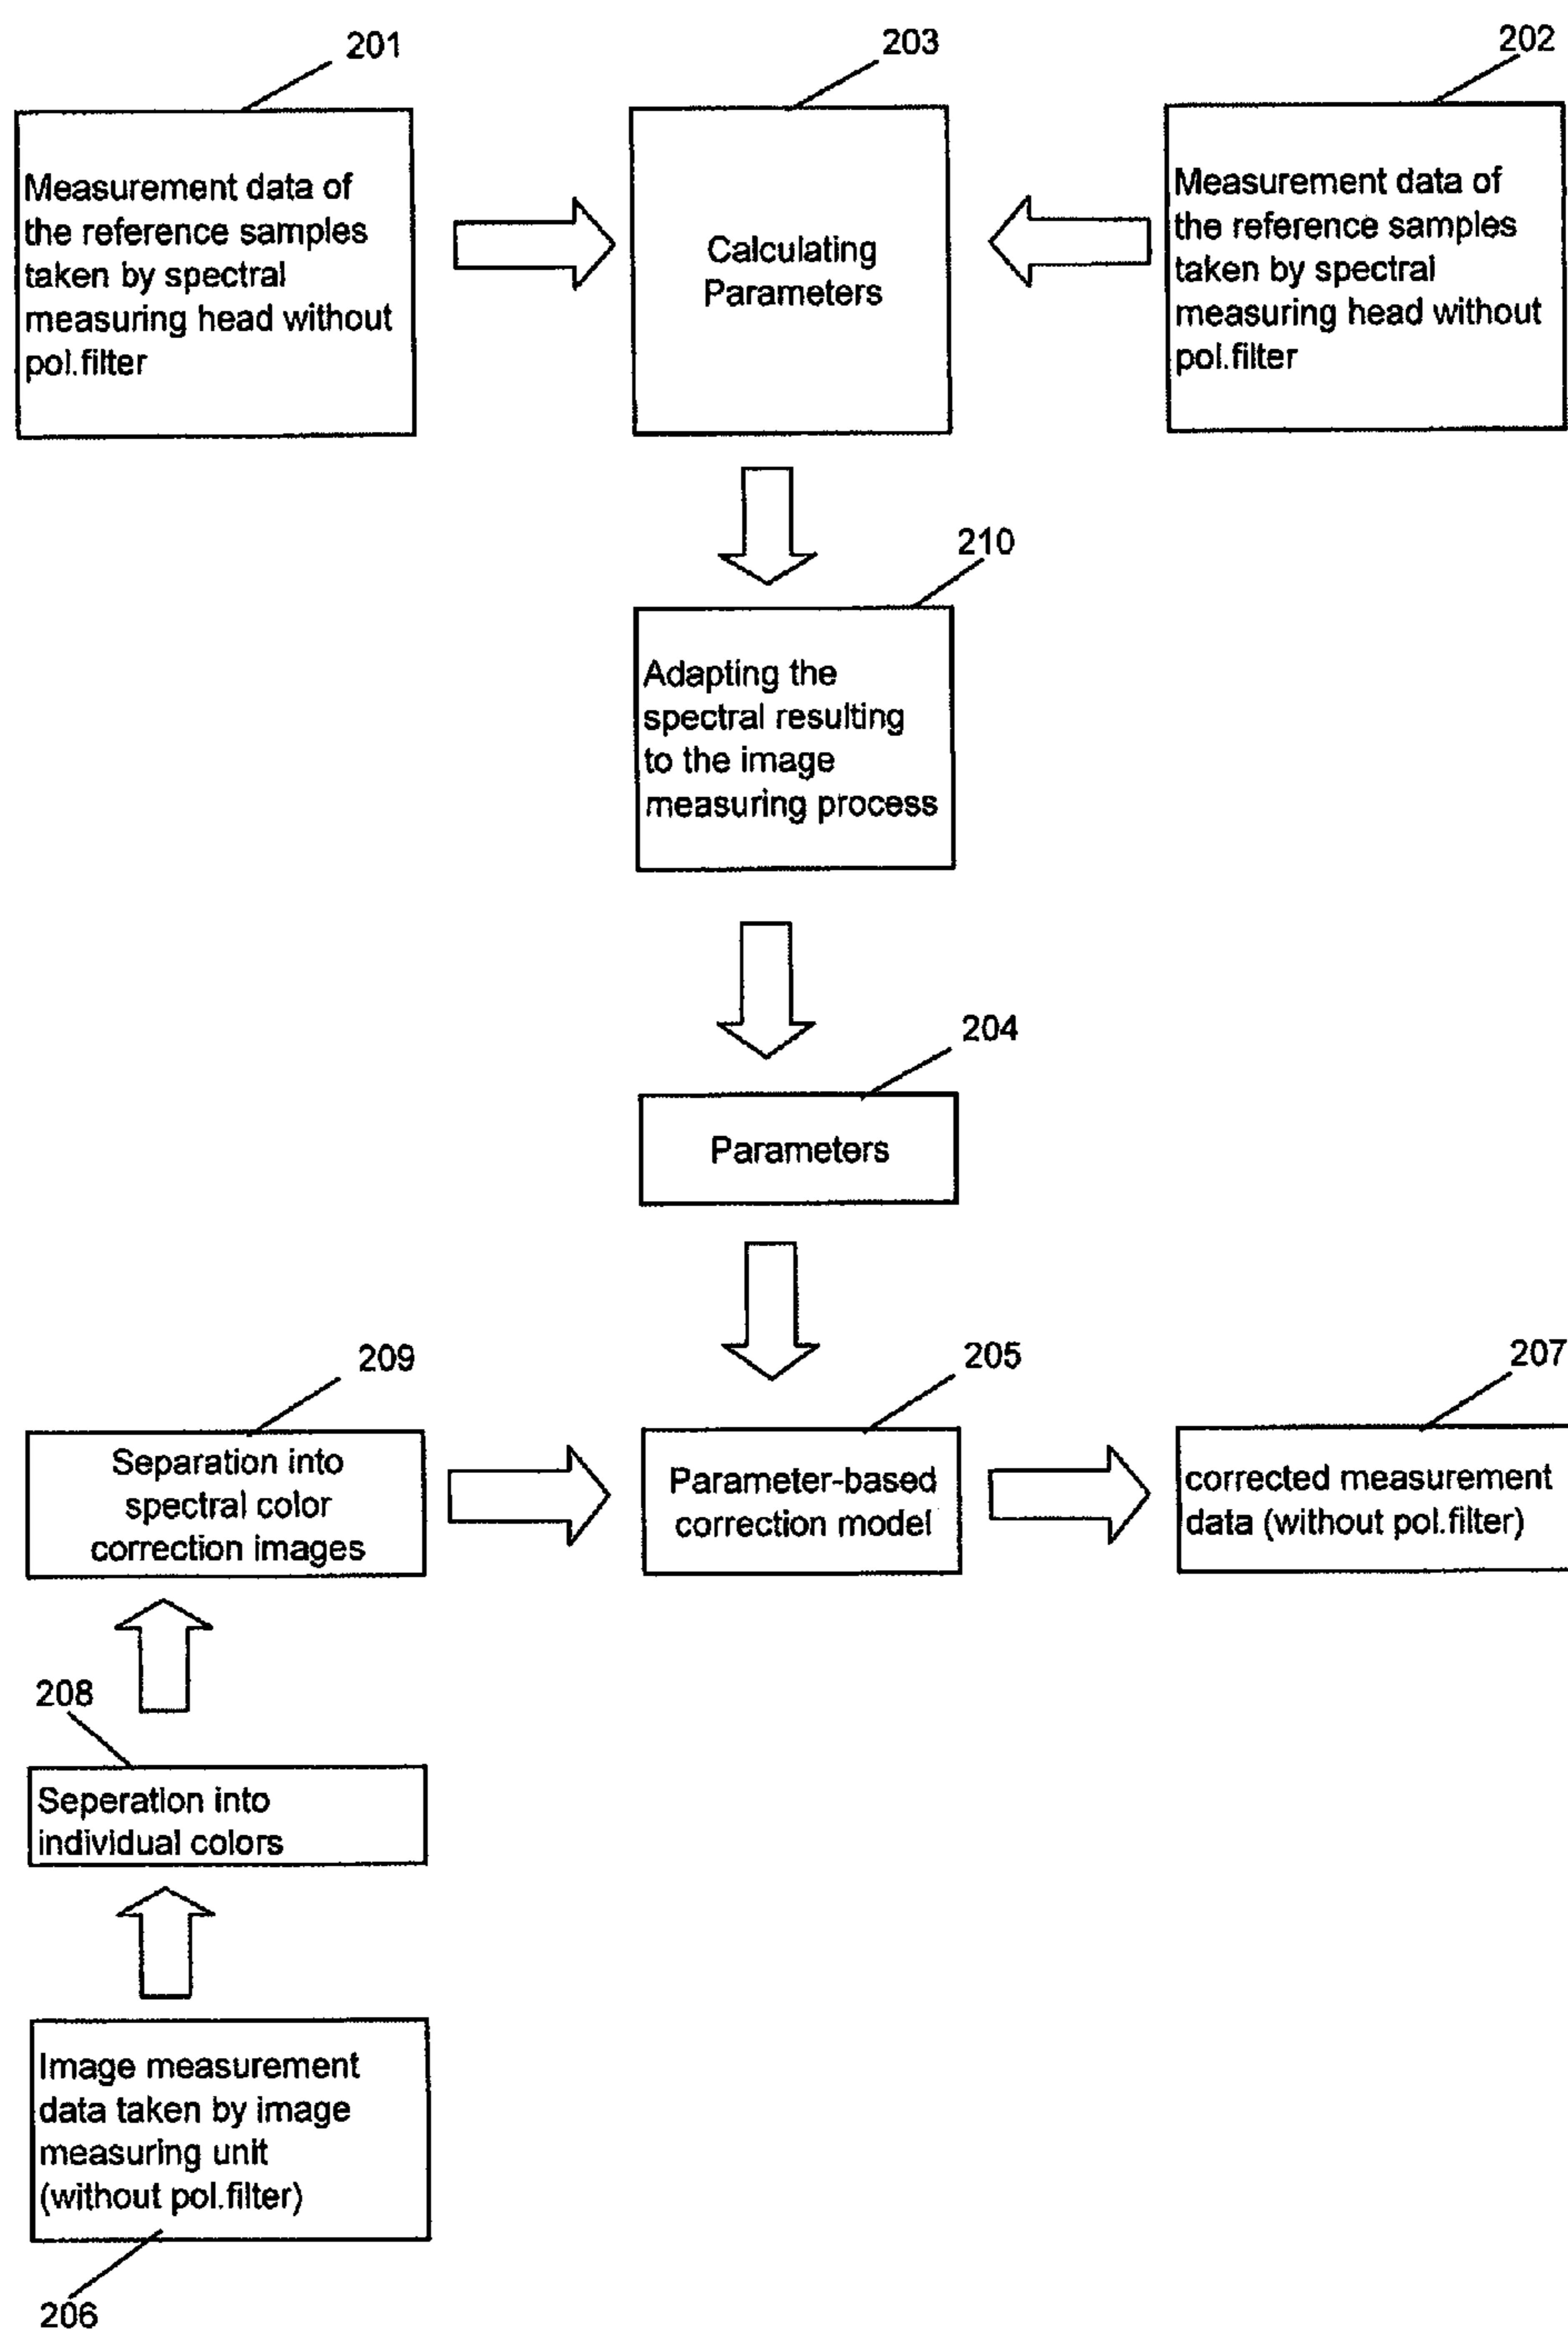 201
203
202
Measurement data of
the reference samples
taken by spectral
measuring head without
pol.filter
Calculating
Parameters
Measurement data of
the reference samples
taken by spectral
measuring head without
pol.filter
210
Adapting the
spectral resulting
to the image
measuring process
204
Parameters
209
205
207
Separation into
spectral color
correction images
Parameter-based
correction model
corrected measurement
data (without pol.filter)
208
Seperation into
individual colors
Image measurement
data taken by image
measuring unit
(without pol.filter)
206